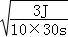 √(3J / (10×30s))